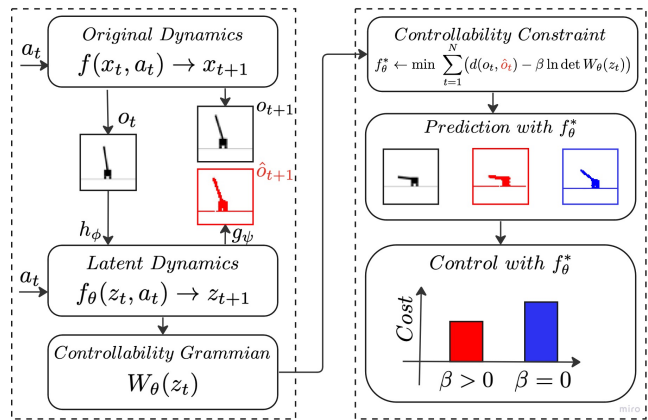 Original Dynamics
a_t
f(x_t, a_t) → x_{t+1}
o_t
o_{t+1}
ô_{t+1}
h_ϕ
g_ψ
Latent Dynamics
a_t
f_θ(z_t, a_t) → z_{t+1}
Controllability Grammian
W_θ(z_t)
Controllability Constraint
f_θ^* ← min ∑_{t=1}^{N} (d(o_t, ô_t) − β ln det W_θ(z_t))
Prediction with f_θ^*
Control with f_θ^*
Cost
β > 0
β = 0
miro